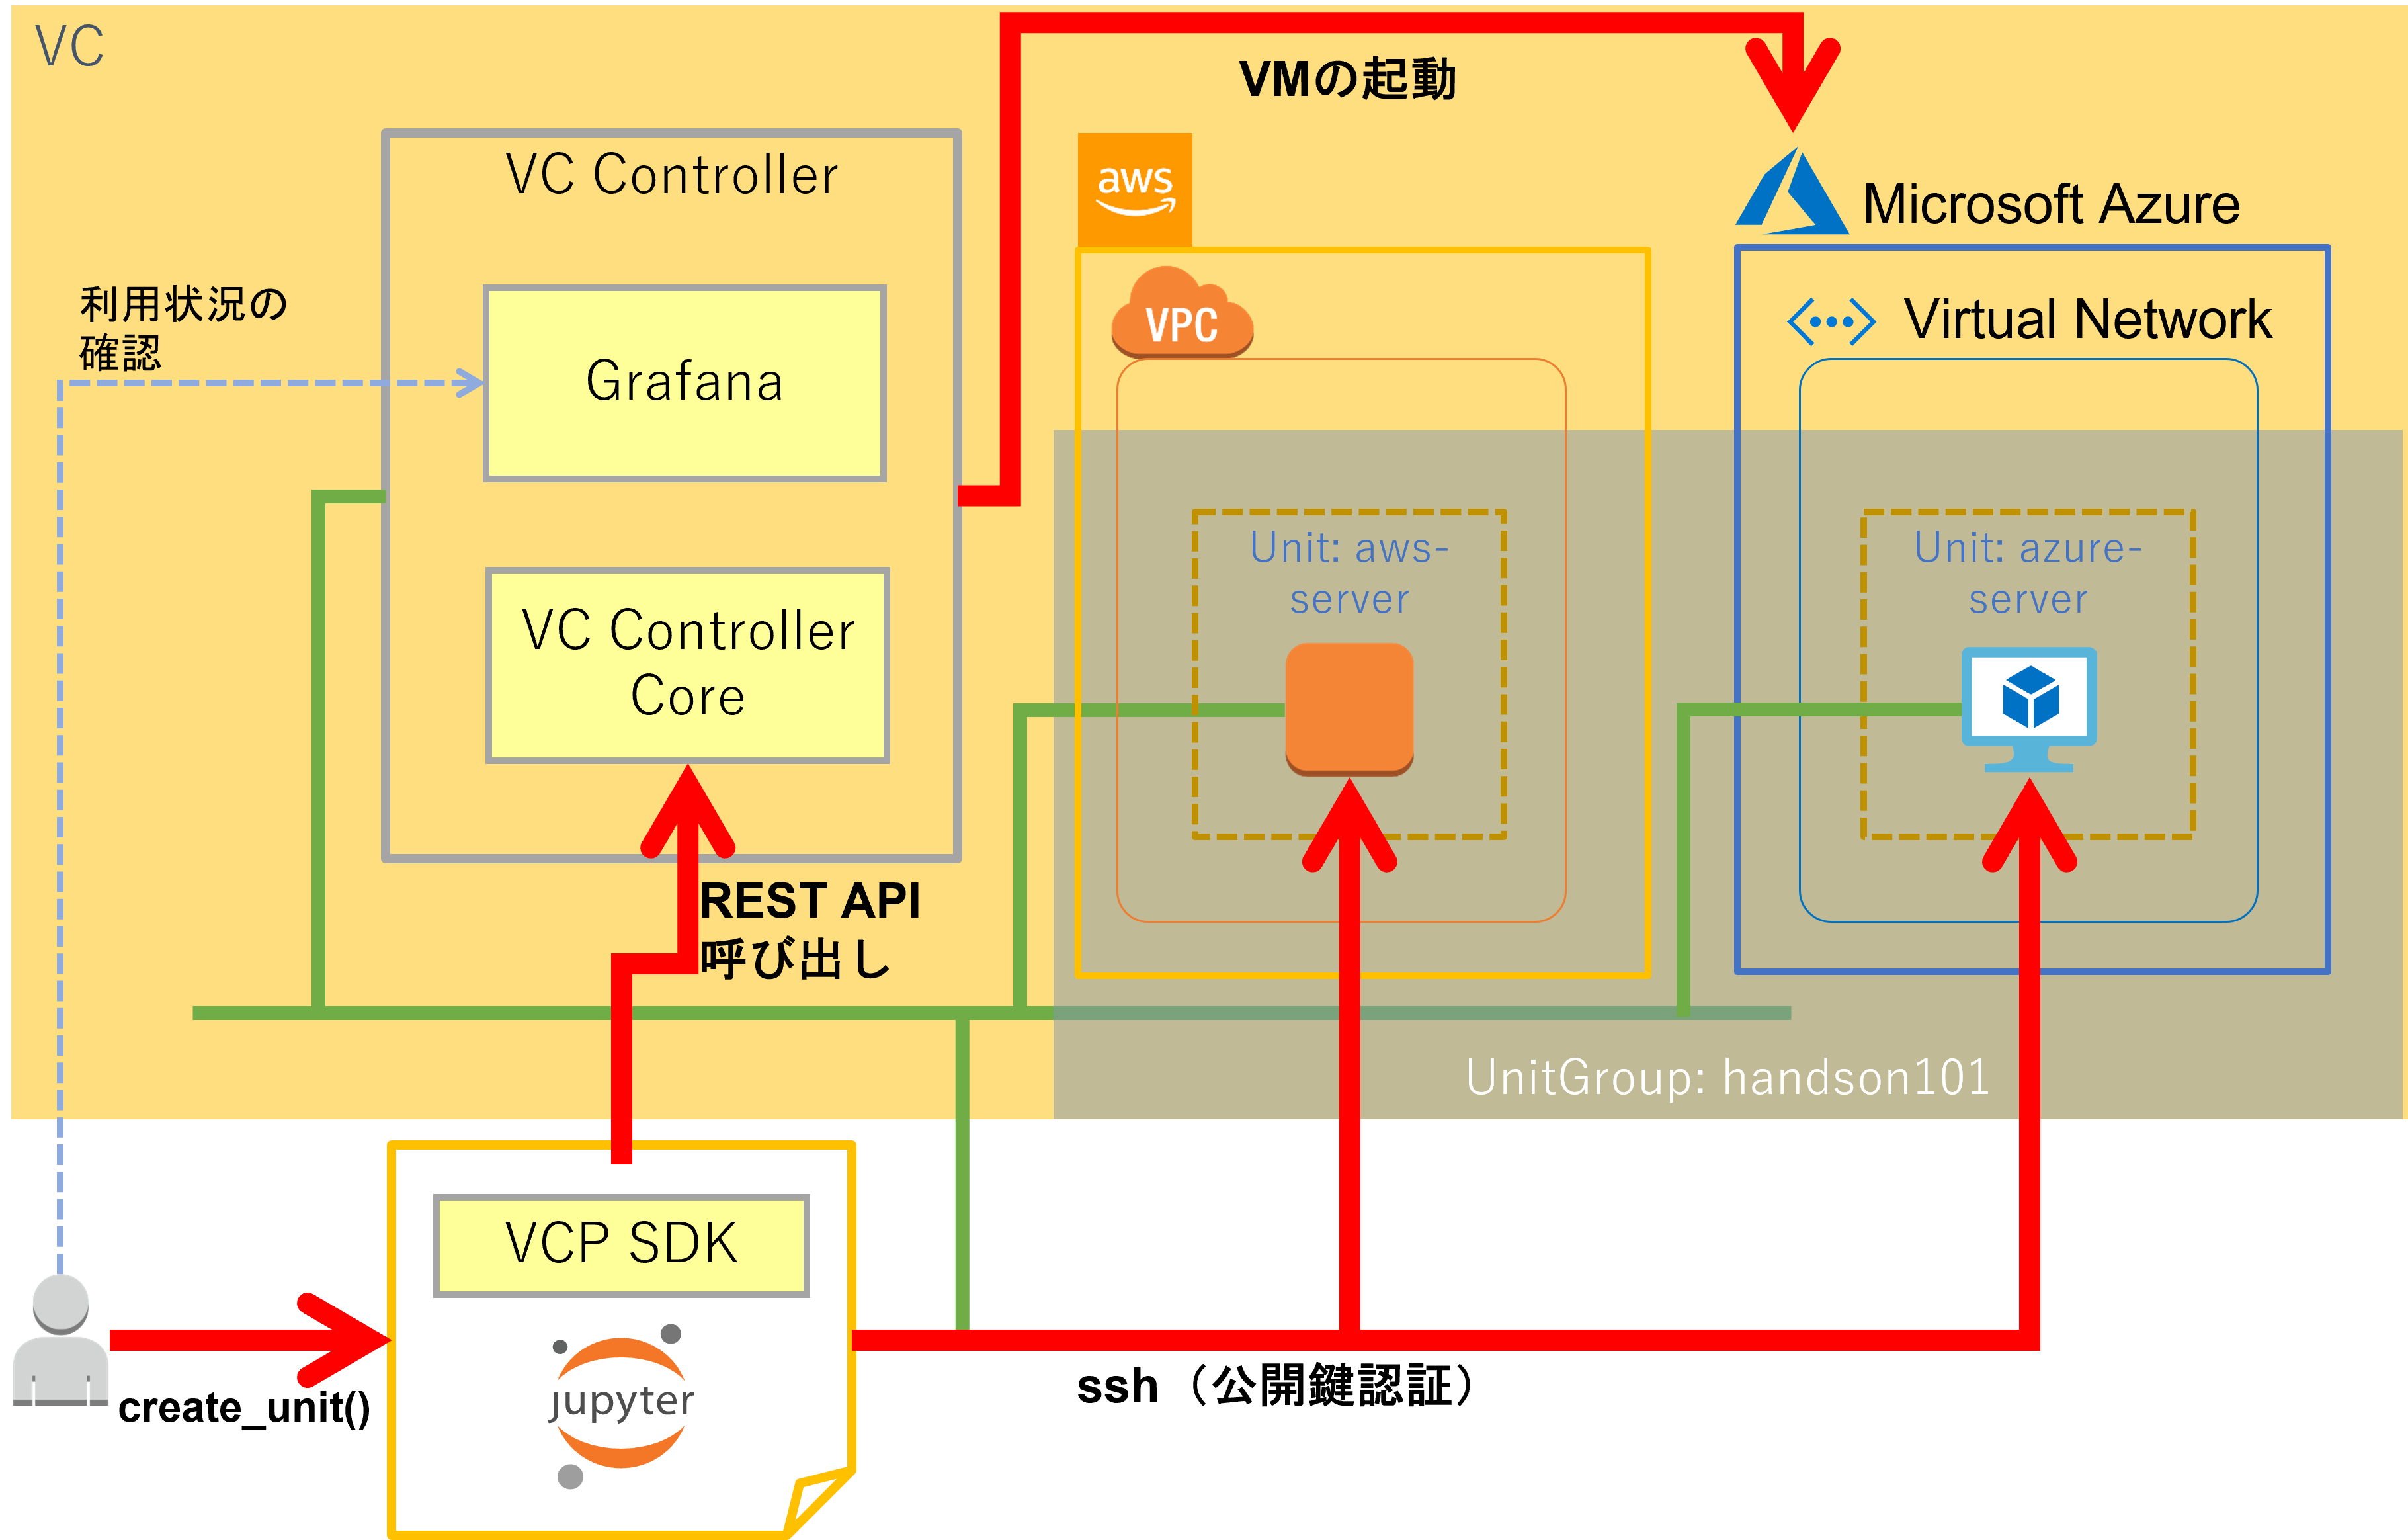 VC
VMの起動
VC Controller
aws
Microsoft Azure
利用状況の
確認
VPC
Virtual Network
Grafana
Unit: aws-
server
Unit: azure-
server
VC Controller
Core
REST API
呼び出し
UnitGroup: handson101
VCP SDK
jupyter
create_unit()
ssh（公開鍵認証）